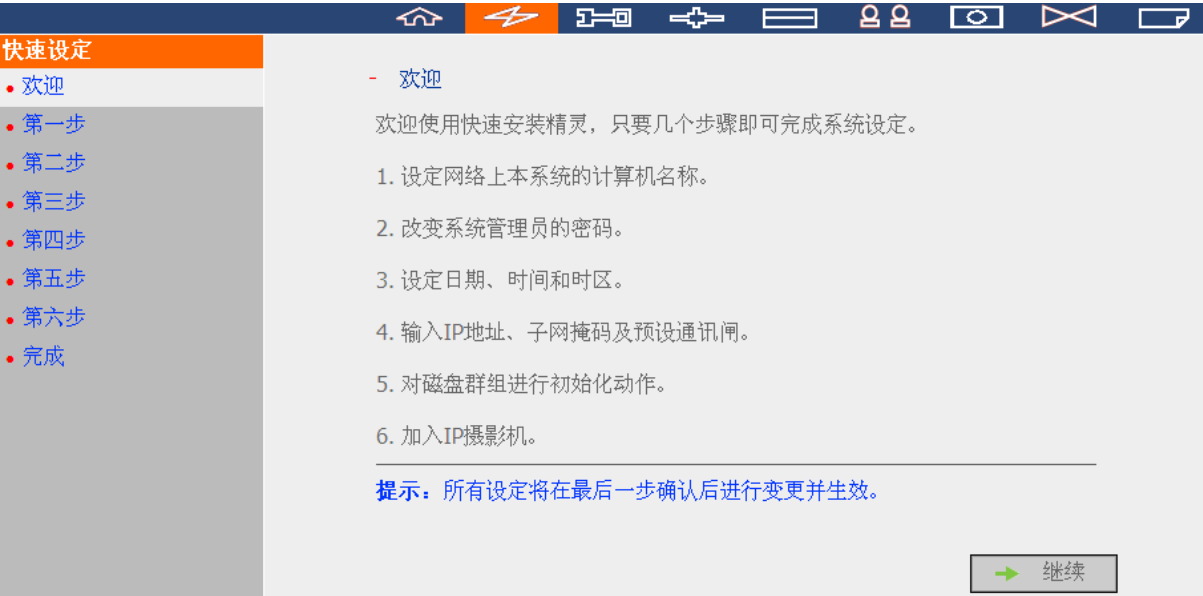 快速设定
欢迎
第一步
第二步
第三步
第四步
第五步
第六步
完成
- 欢迎
欢迎使用快速安装精灵，只要几个步骤即可完成系统设定。
1. 设定网络上本系统的计算机名称。
2. 改变系统管理员的密码。
3. 设定日期、时间和时区。
4. 输入IP地址、子网掩码及预设通讯闸。
5. 对磁盘群组进行初始化动作。
6. 加入IP摄影机。
提示：所有设定将在最后一步确认后进行变更并生效。
继续